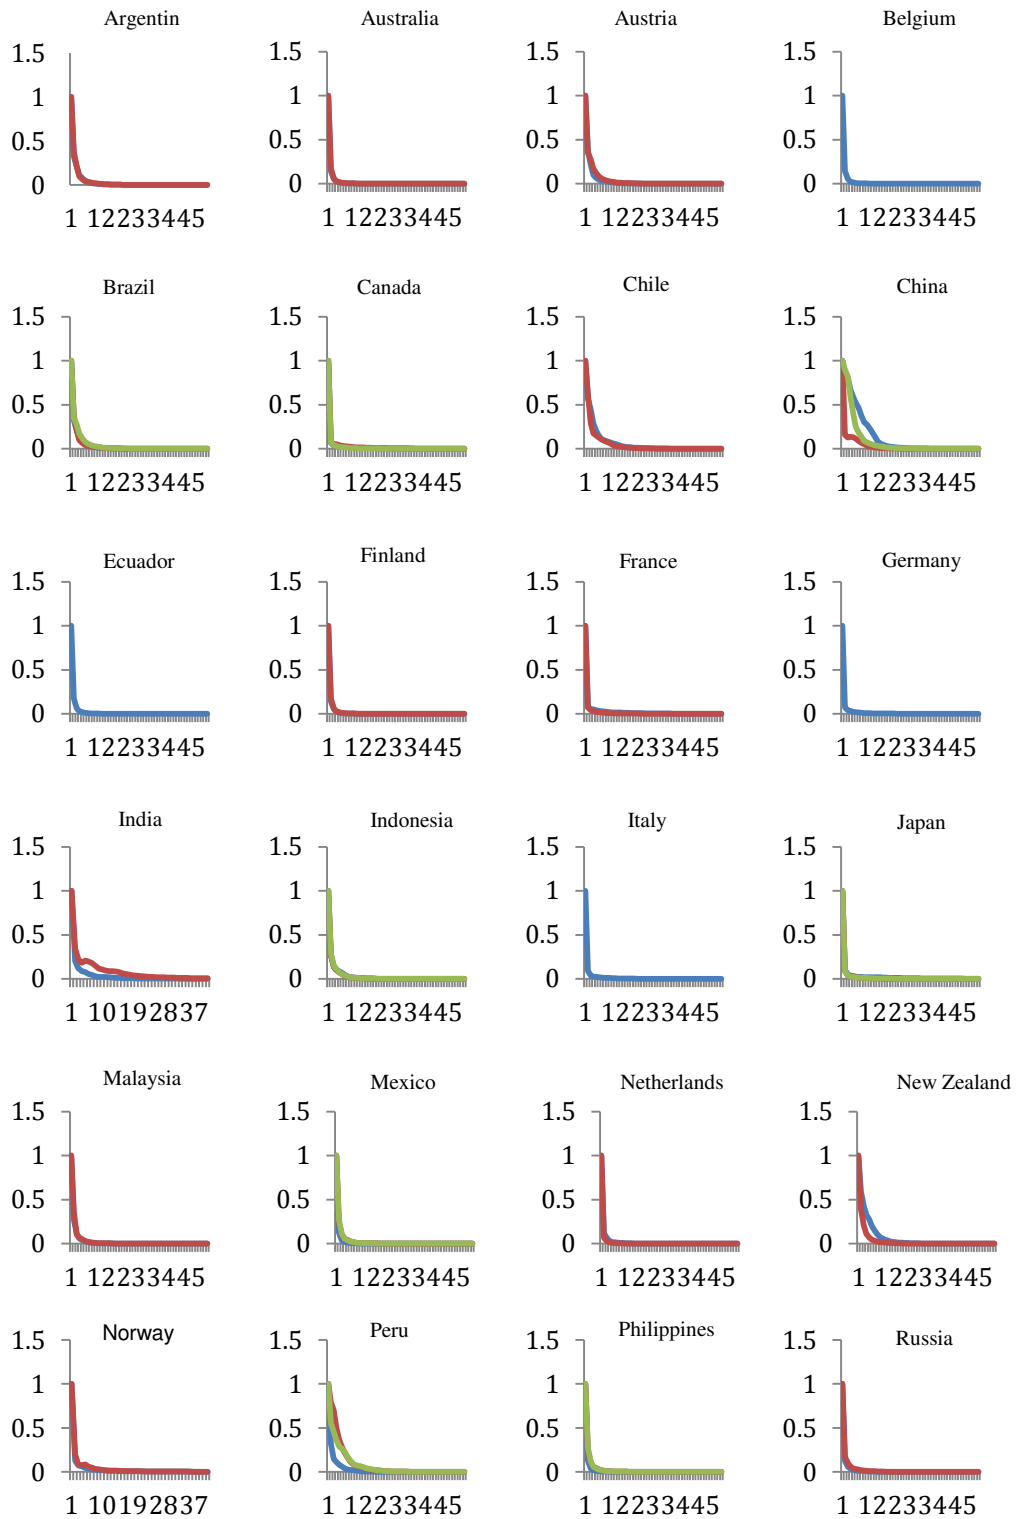 Argentin Australia Austria Belgium
1.5 1.5 1.5 1.5
1 1 1 1
0.5 0.5 0.5 0.5
0 0 0 0
1 12233445 1 12233445 1 12233445 1 12233445
Brazil Canada Chile China
1.5 1.5 1.5 1.5
1 1 1 1
0.5 0.5 0.5 0.5
0 0 0 0
1 12233445 1 12233445 1 12233445 1 12233445
Ecuador Finland France Germany
1.5 1.5 1.5 1.5
1 1 1 1
0.5 0.5 0.5 0.5
0 0 0 0
1 12233445 1 12233445 1 12233445 1 12233445
India Indonesia Italy Japan
1.5 1.5 1.5 1.5
1 1 1 1
0.5 0.5 0.5 0.5
0 0 0 0
1 10192837 1 12233445 1 12233445 1 12233445
Malaysia Mexico Netherlands New Zealand
1.5 1.5 1.5 1.5
1 1 1 1
0.5 0.5 0.5 0.5
0 0 0 0
1 12233445 1 12233445 1 12233445 1 12233445
Norway Peru Philippines Russia
1.5 1.5 1.5 1.5
1 1 1 1
0.5 0.5 0.5 0.5
0 0 0 0
1 10192837 1 12233445 1 12233445 1 12233445